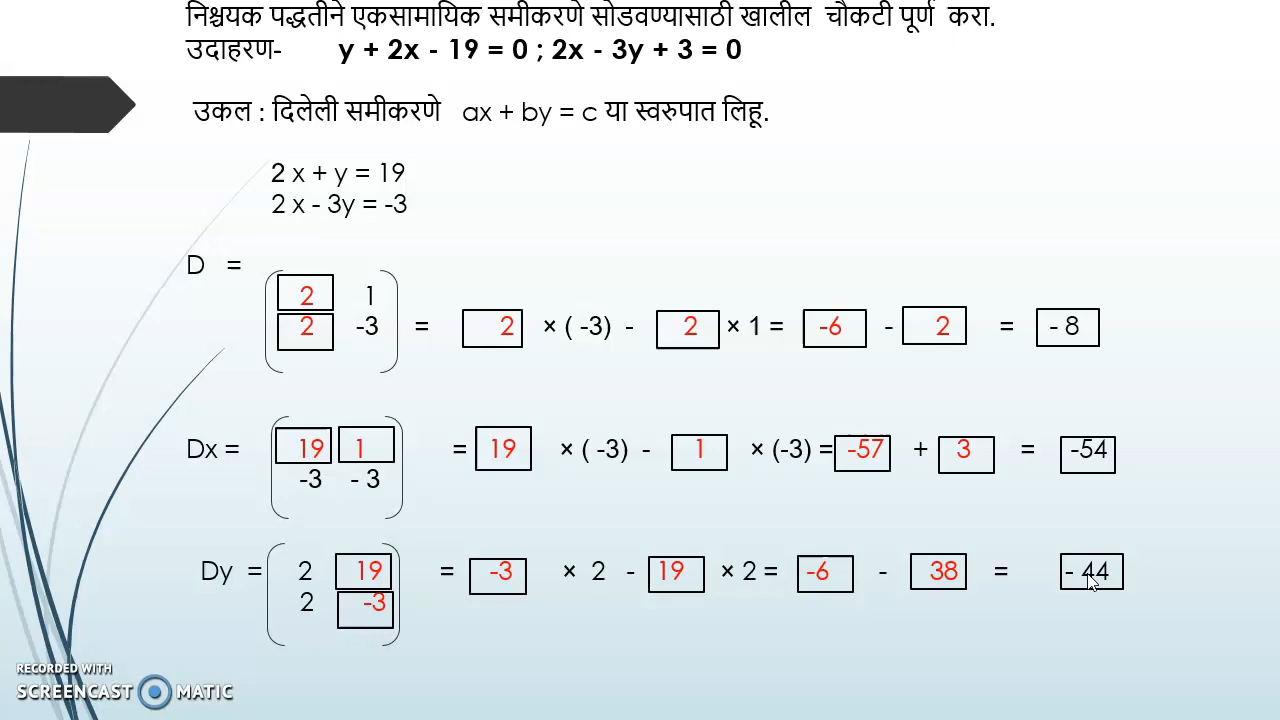 निश्चयक पद्धतीने एकसामायिक समीकरणे सोडवण्यासाठी खालील चौकटी पूर्ण करा.
उदाहरण- y + 2x - 19 = 0 ; 2x - 3y + 3 = 0
उकल : दिलेली समीकरणे ax + by = c या स्वरुपात लिहू.
2 x + y = 19
2 x - 3y = -3
D =
2 1
2 -3 = 2 × ( -3) - 2 × 1 = -6 - 2 = - 8
Dx = 19 1 = 19 × ( -3) - 1 × (-3) = -57 + 3 = -54
-3 - 3
Dy = 2 19 = -3 × 2 - 19 × 2 = -6 - 38 = - 44
2 -3
RECORDED WITH
SCREENCAST MATIC